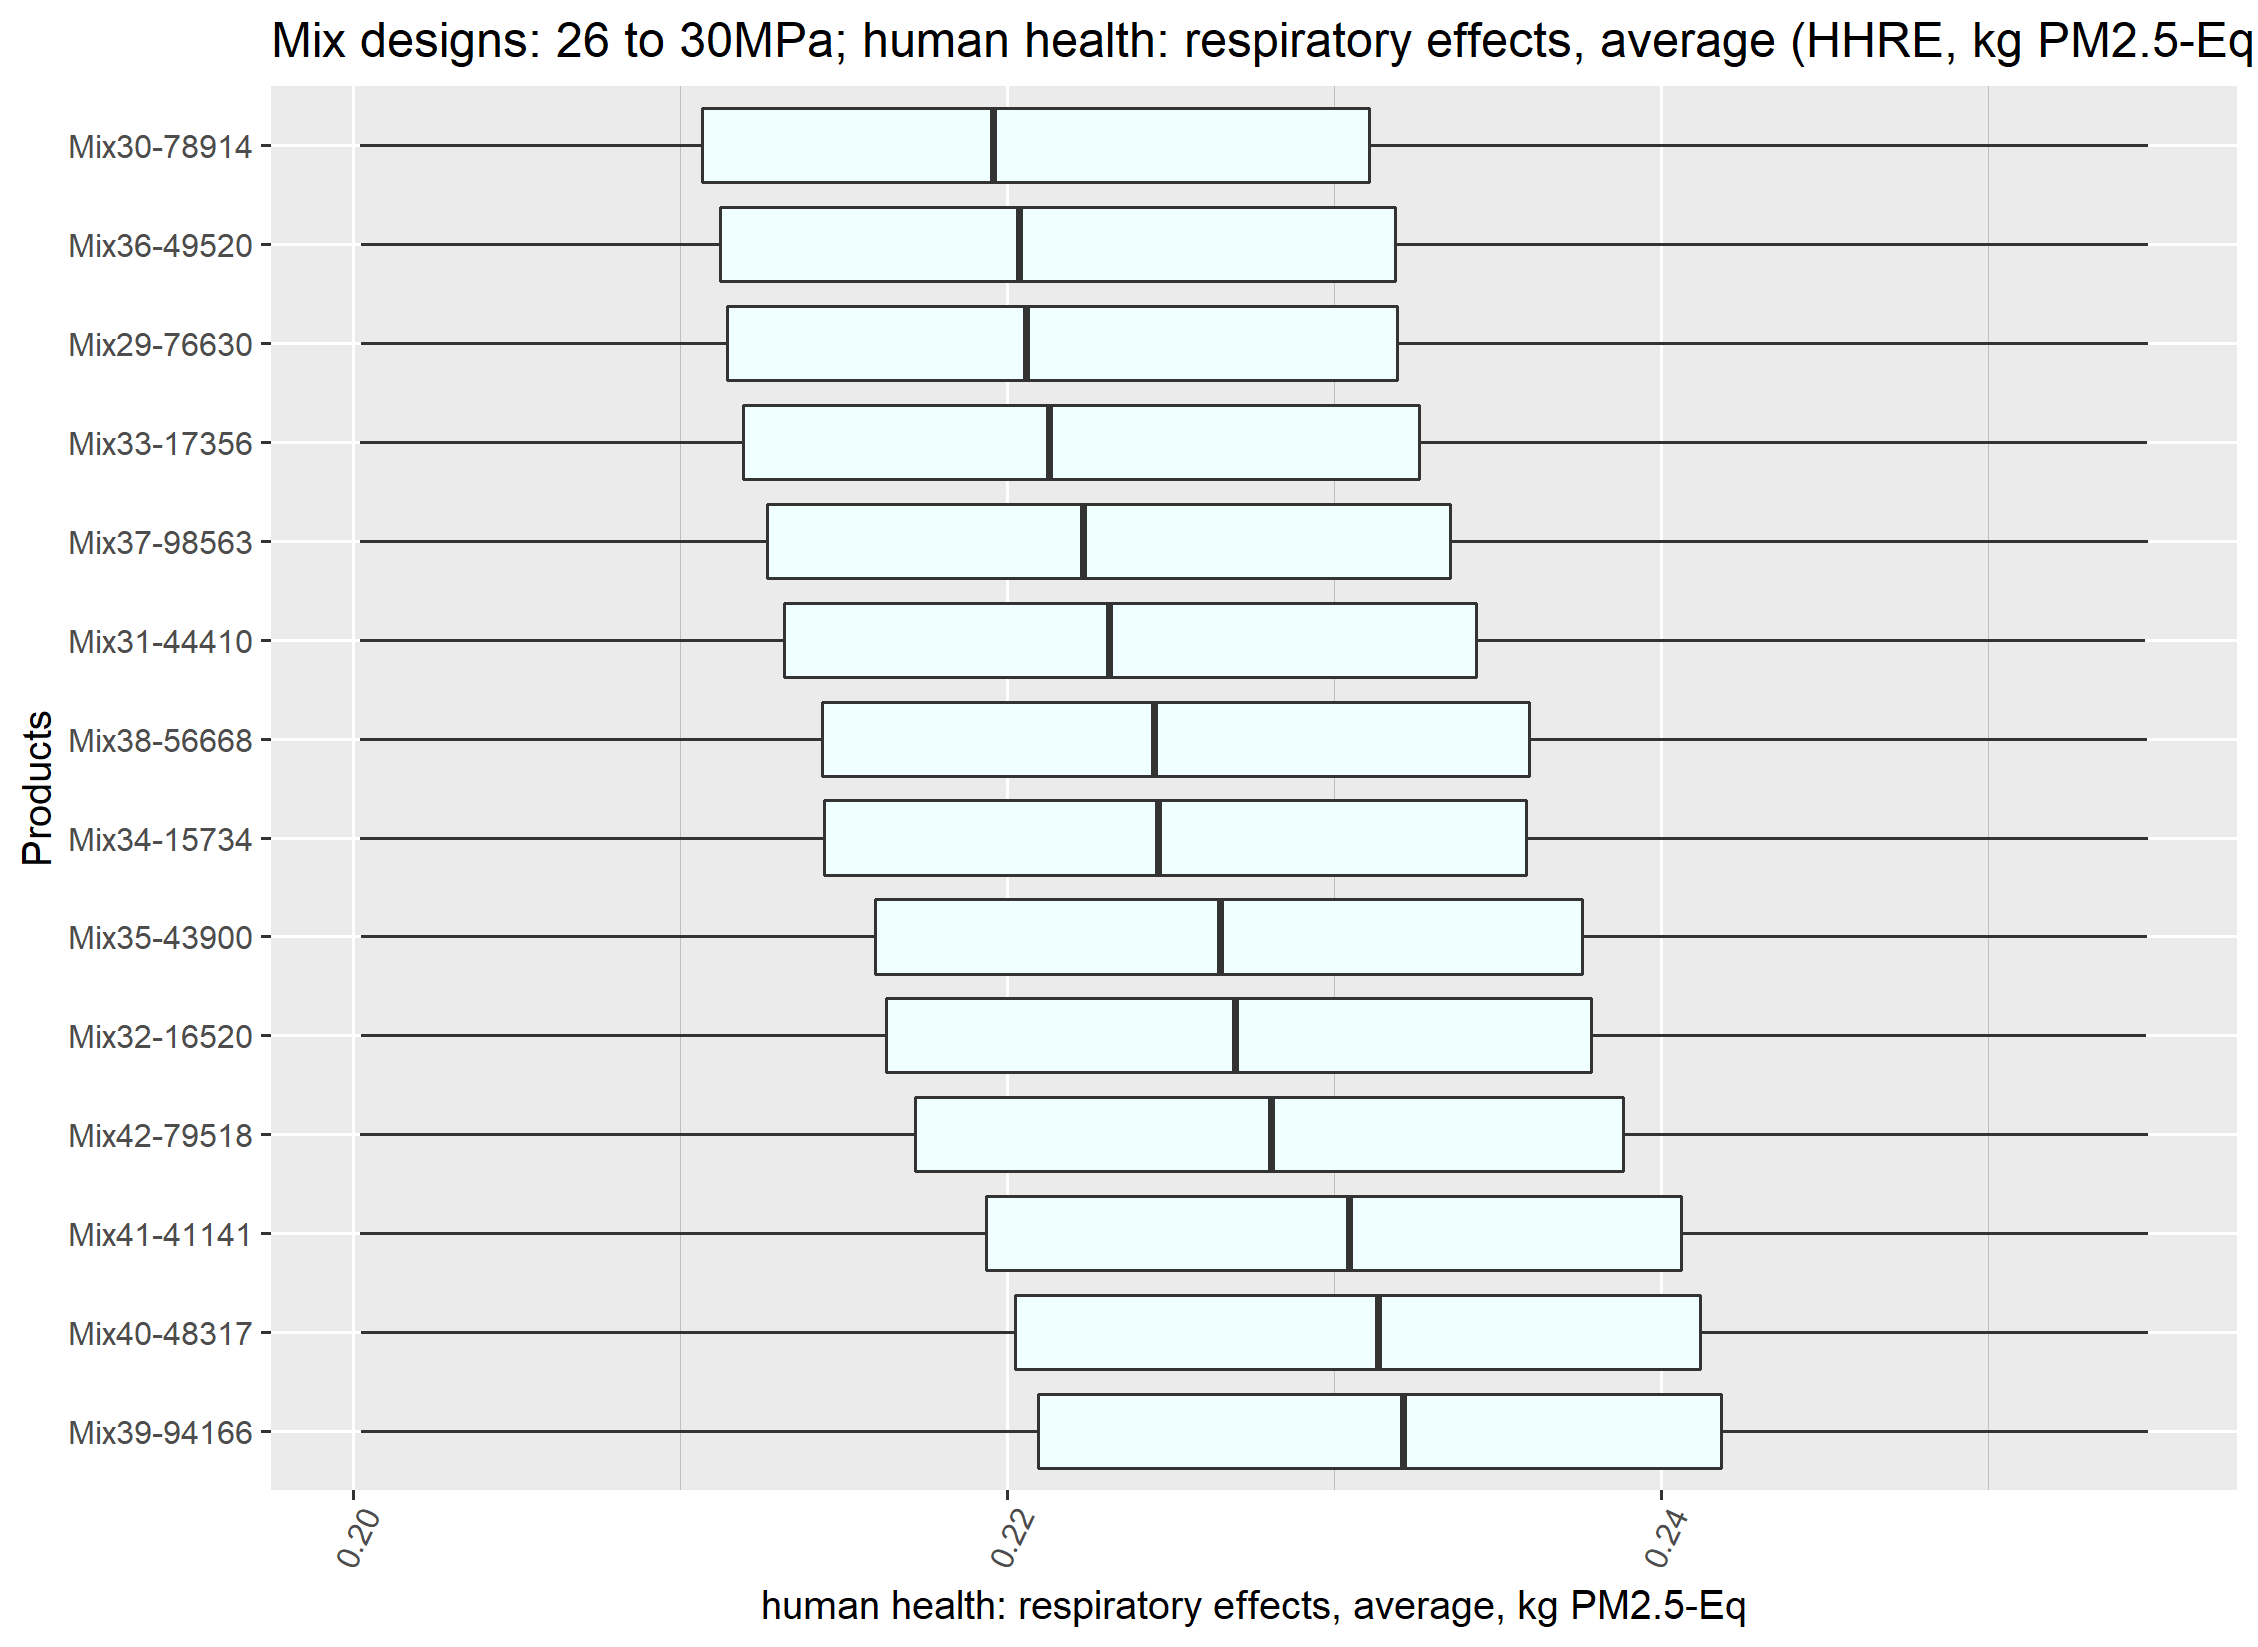 Mix designs: 26 to 30MPa; human health: respiratory effects, average (HHRE, kg PM2.5-Eq
Mix30-78914
Mix36-49520
Mix29-76630
Mix33-17356
Mix37-98563
Mix31-44410
Mix38-56668
Mix34-15734
Mix35-43900
Mix32-16520
Mix42-79518
Mix41-41141
Mix40-48317
Mix39-94166
Products
0.20
0.22
0.24
human health: respiratory effects, average, kg PM2.5-Eq